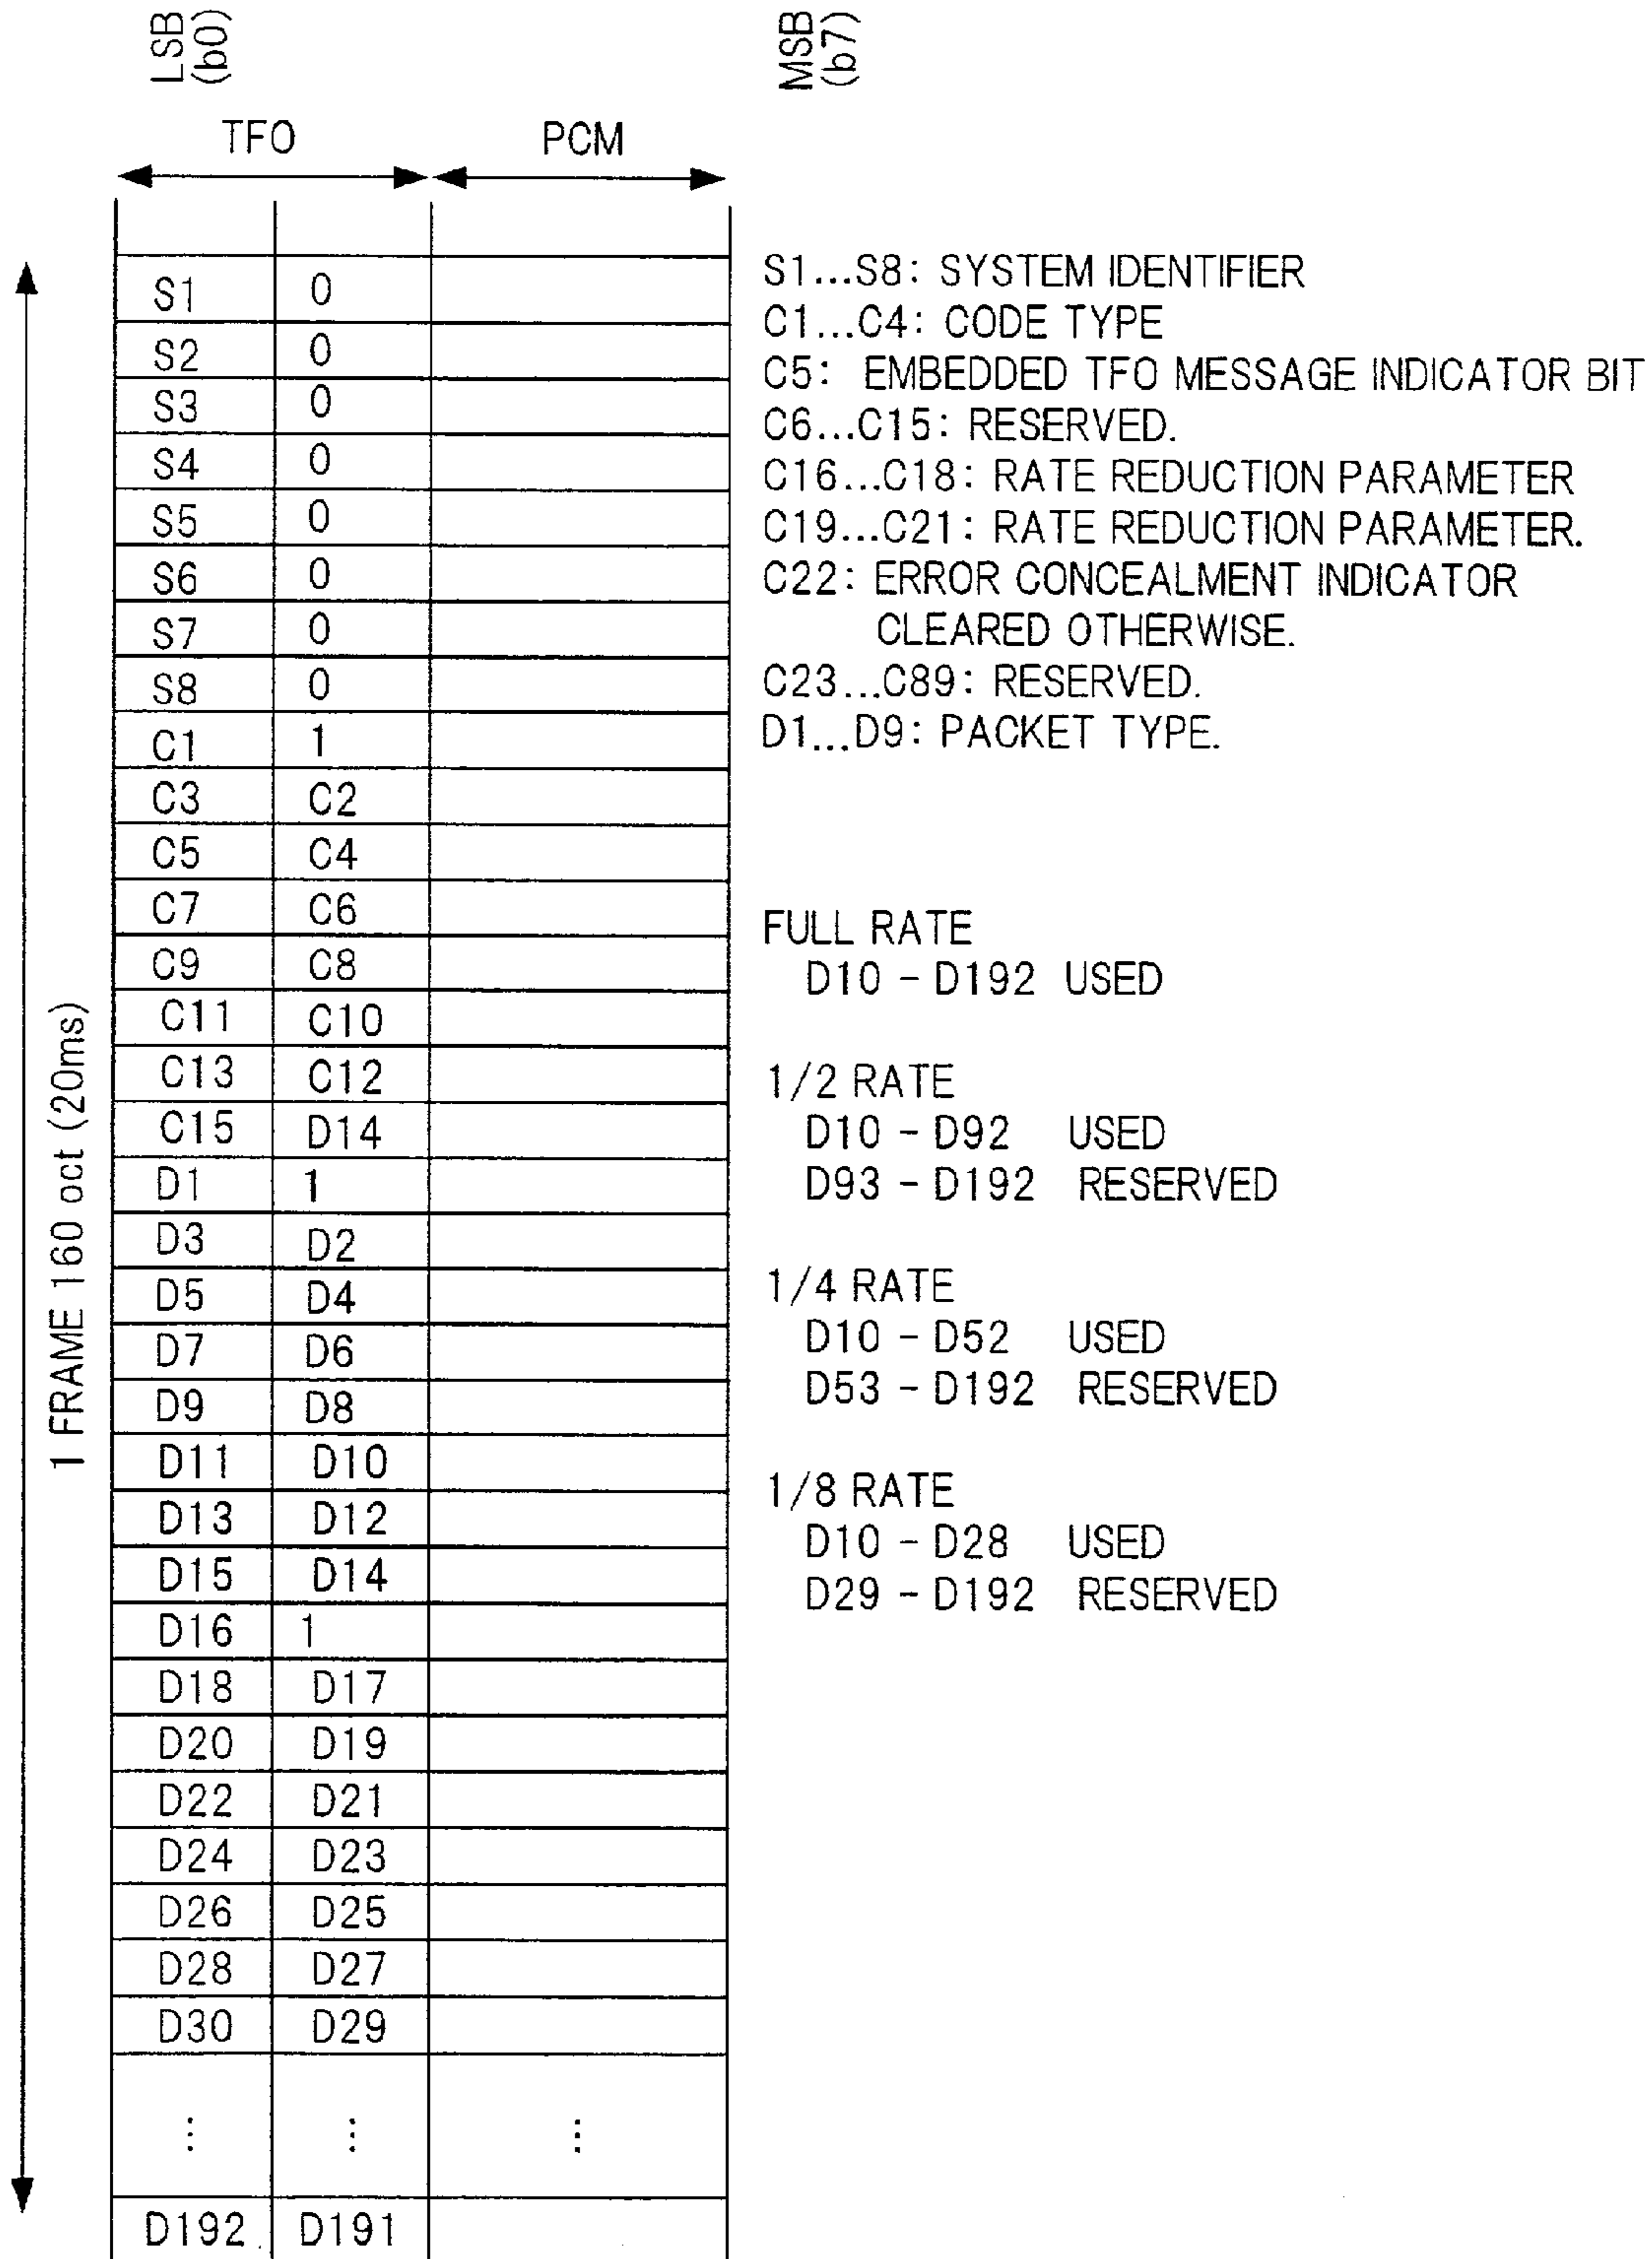 LSB
(b0)
MSB
(b7)
TFO PCM
S1 0
S2 0
S3 0
S4 0
S5 0
S6 0
S7 0
S8 0
C1 1
C3 C2
C5 C4
C7 C6
C9 C8
C11 C10
C13 C12
C15 D14
D1 1
D3 D2
D5 D4
D7 D6
D9 D8
D11 D10
D13 D12
D15 D14
D16 1
D18 D17
D20 D19
D22 D21
D24 D23
D26 D25
D28 D27
D30 D29
⋮ ⋮ ⋮
D192 D191
1 FRAME 160 oct (20ms)
S1...S8: SYSTEM IDENTIFIER
C1...C4: CODE TYPE
C5: EMBEDDED TFO MESSAGE INDICATOR BIT
C6...C15: RESERVED.
C16...C18: RATE REDUCTION PARAMETER
C19...C21: RATE REDUCTION PARAMETER.
C22: ERROR CONCEALMENT INDICATOR
CLEARED OTHERWISE.
C23...C89: RESERVED.
D1...D9: PACKET TYPE.
FULL RATE
D10 - D192 USED
1/2 RATE
D10 - D92 USED
D93 - D192 RESERVED
1/4 RATE
D10 - D52 USED
D53 - D192 RESERVED
1/8 RATE
D10 - D28 USED
D29 - D192 RESERVED